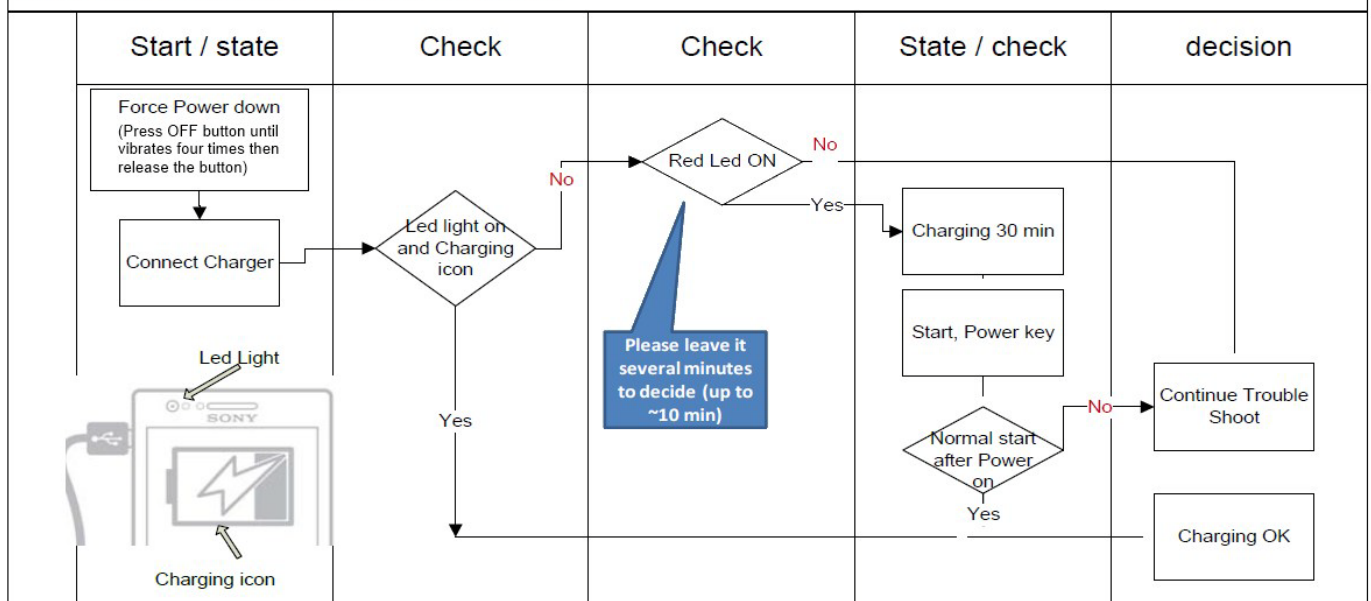 Start / state
Check
Check
State / check
decision
Force Power down
(Press OFF button until
vibrates four times then
release the button)
Connect Charger
Led light on
and Charging
icon
No
Yes
Red Led ON
No
Yes
Please leave it
several minutes
to decide (up to
~10 min)
Charging 30 min
Start, Power key
Normal start
after Power
on
No
Yes
Continue Trouble
Shoot
Charging OK
Led Light
SONY
Charging icon